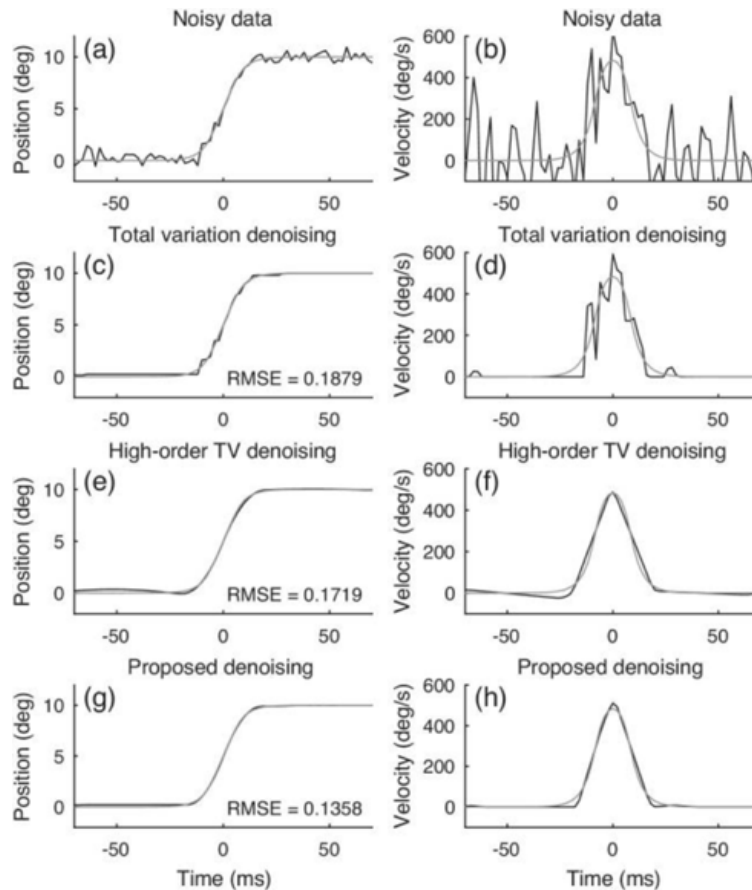 Noisy data
(a)
Position (deg)
10
5
0
-50 0 50
Noisy data
(b)
Velocity (deg/s)
600
400
200
0
-50 0 50
Total variation denoising
(c)
Position (deg)
10
5
0
RMSE = 0.1879
-50 0 50
Total variation denoising
(d)
Velocity (deg/s)
600
400
200
0
-50 0 50
High-order TV denoising
(e)
Position (deg)
10
5
0
RMSE = 0.1719
-50 0 50
High-order TV denoising
(f)
Velocity (deg/s)
600
400
200
0
-50 0 50
Proposed denoising
(g)
Position (deg)
10
5
0
RMSE = 0.1358
-50 0 50
Time (ms)
Proposed denoising
(h)
Velocity (deg/s)
600
400
200
0
-50 0 50
Time (ms)